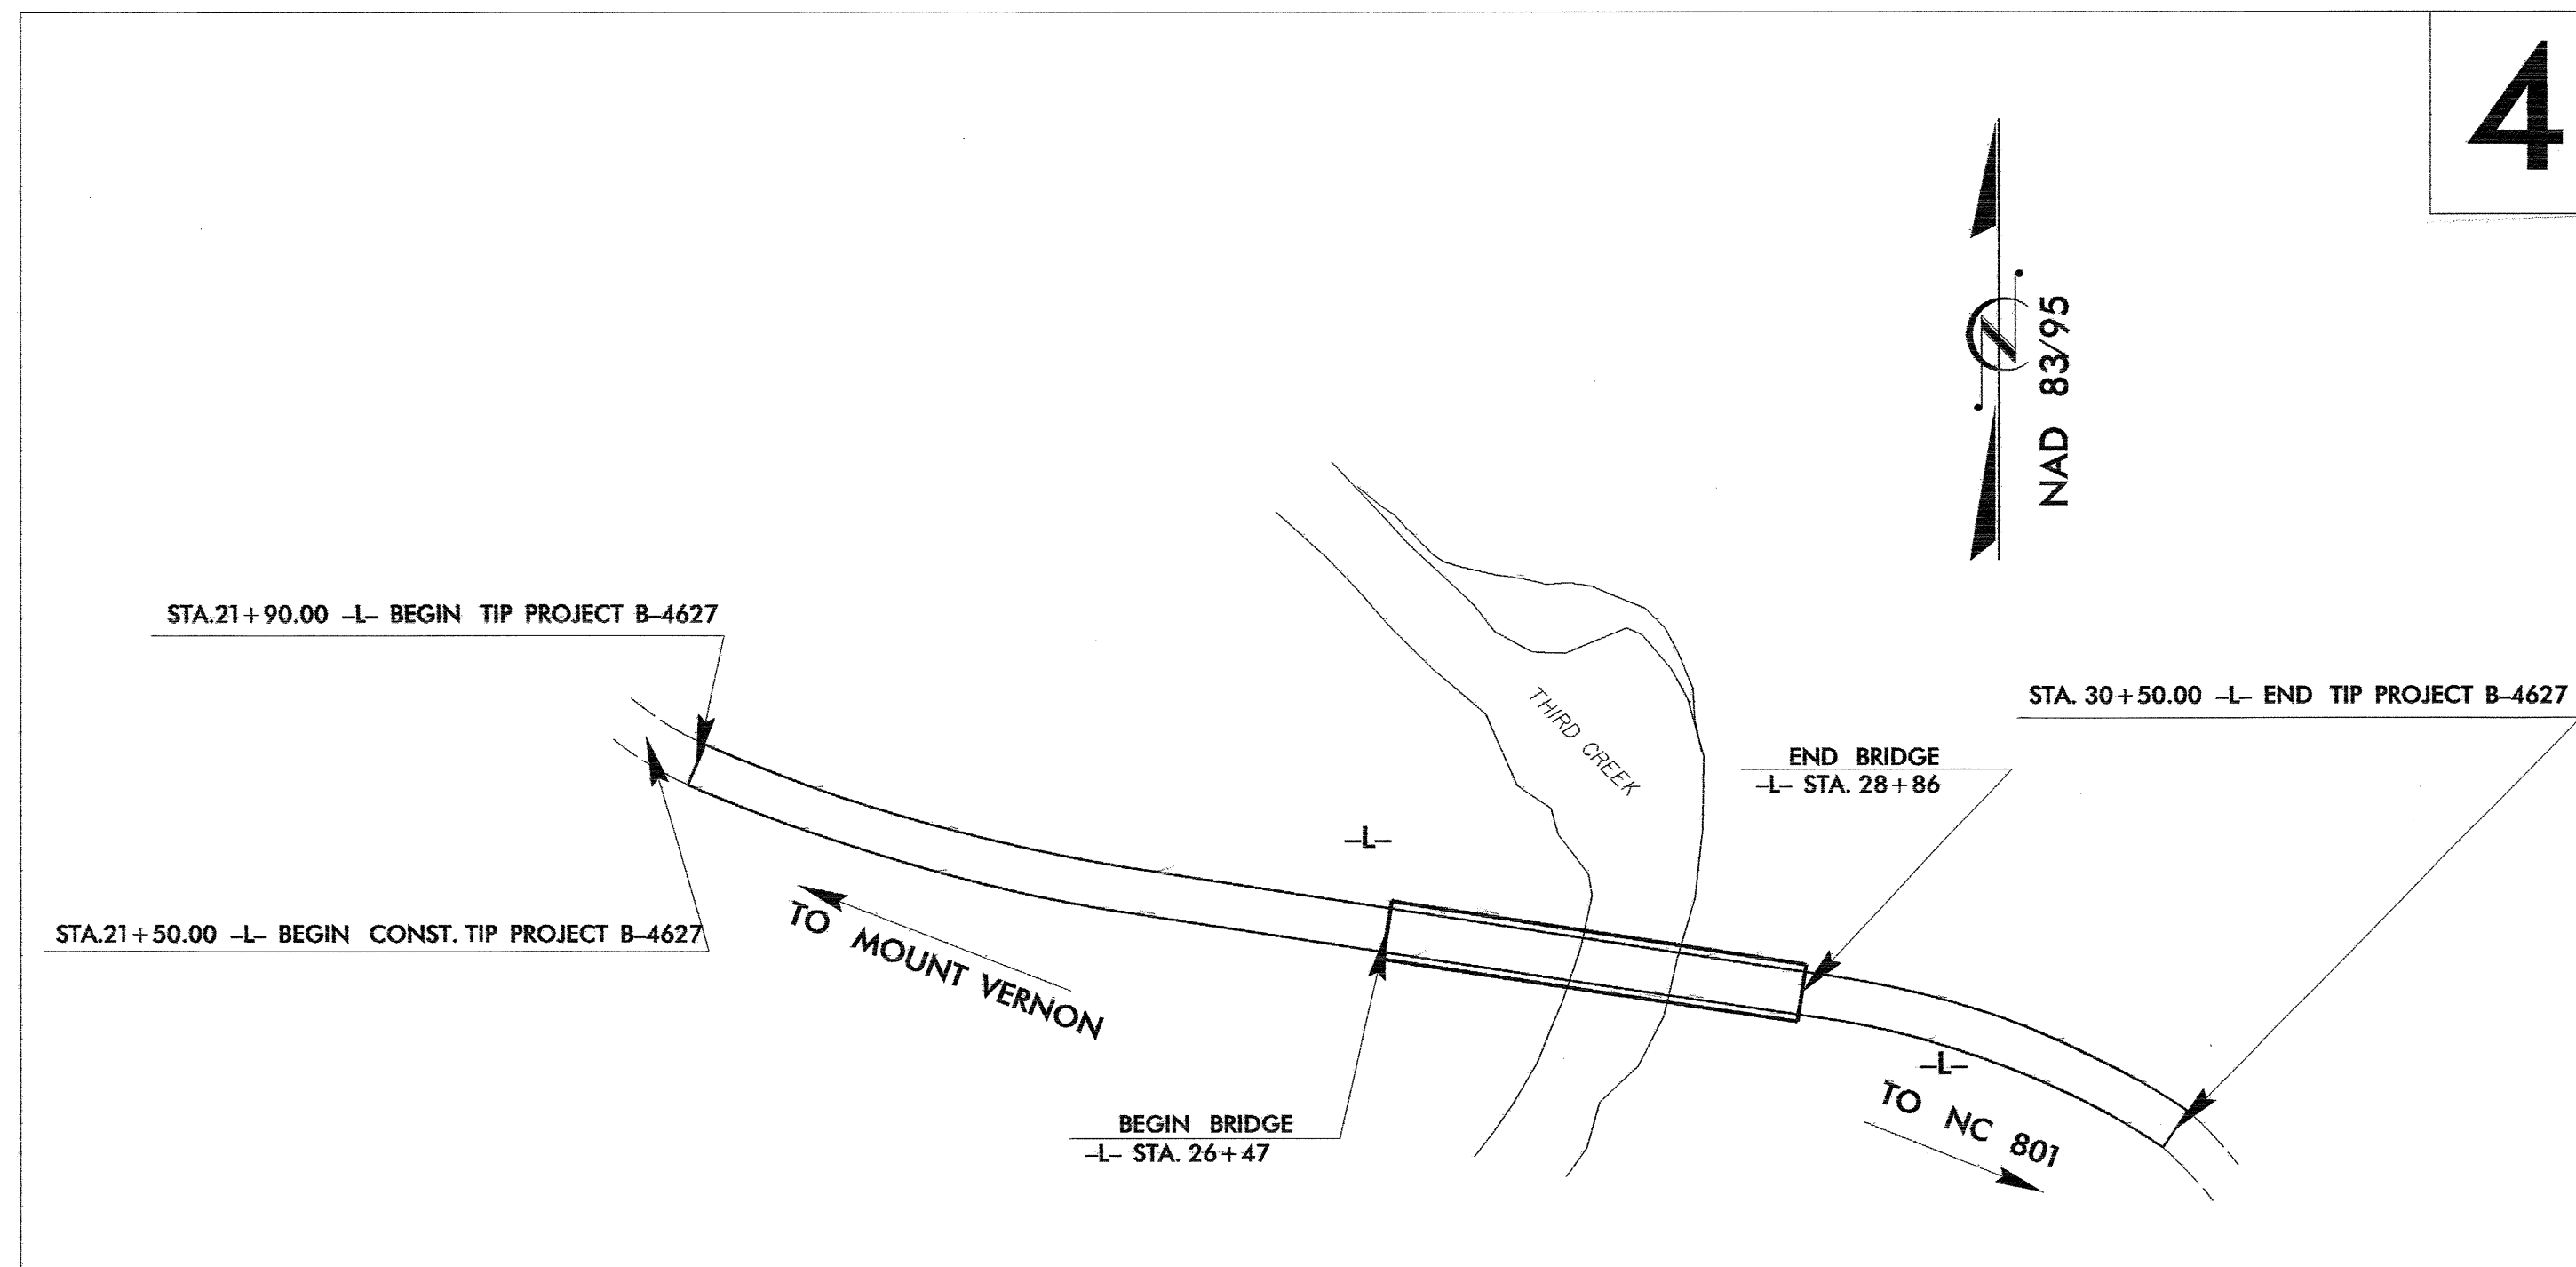 4
N
NAD 83/95
STA.21+90.00 -L- BEGIN TIP PROJECT B-4627
STA. 30+50.00 -L- END TIP PROJECT B-4627
THIRD CREEK
END BRIDGE
-L- STA. 28+86
-L-
STA.21+50.00 -L- BEGIN CONST. TIP PROJECT B-4627
TO MOUNT VERNON
-L-
TO NC 801
BEGIN BRIDGE
-L- STA. 26+47